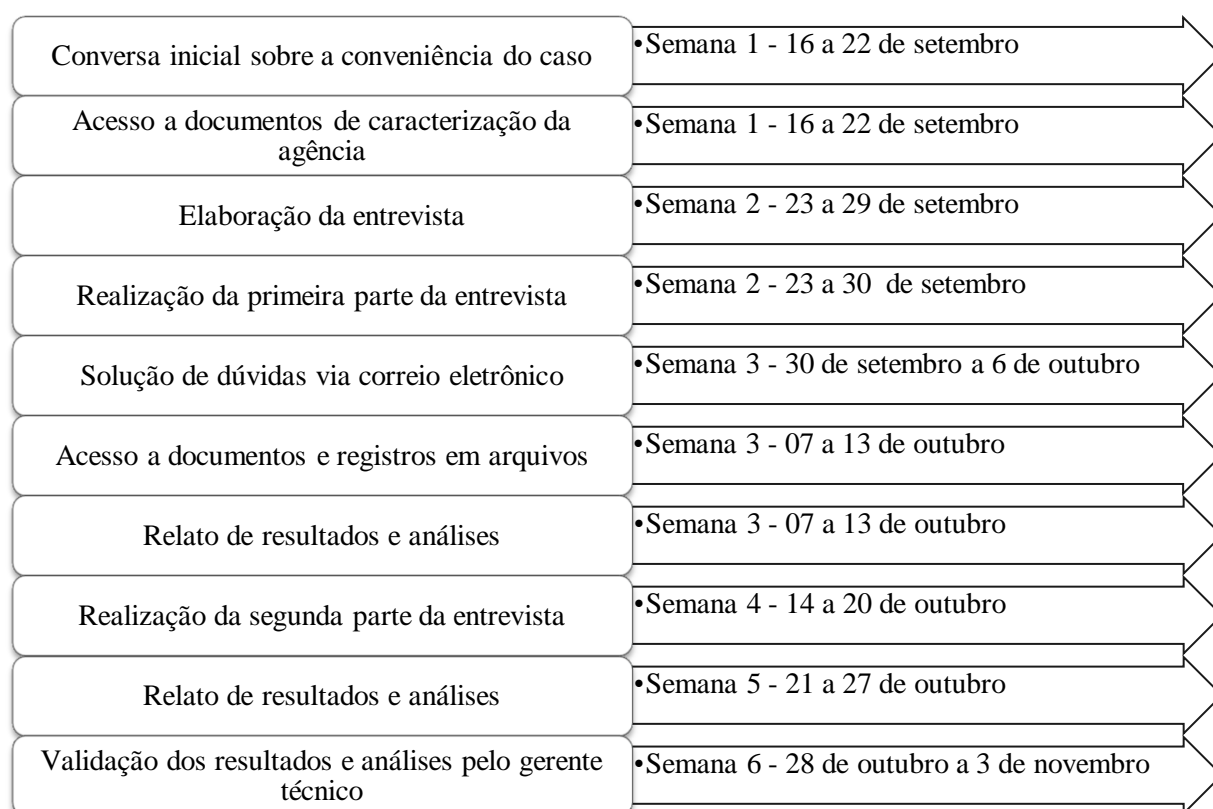 Conversa inicial sobre a conveniência do caso
•Semana 1 - 16 a 22 de setembro
Acesso a documentos de caracterização da
agência
•Semana 1 - 16 a 22 de setembro
Elaboração da entrevista
•Semana 2 - 23 a 29 de setembro
Realização da primeira parte da entrevista
•Semana 2 - 23 a 30 de setembro
Solução de dúvidas via correio eletrônico
•Semana 3 - 30 de setembro a 6 de outubro
Acesso a documentos e registros em arquivos
•Semana 3 - 07 a 13 de outubro
Relato de resultados e análises
•Semana 3 - 07 a 13 de outubro
Realização da segunda parte da entrevista
•Semana 4 - 14 a 20 de outubro
Relato de resultados e análises
•Semana 5 - 21 a 27 de outubro
Validação dos resultados e análises pelo gerente
técnico
•Semana 6 - 28 de outubro a 3 de novembro